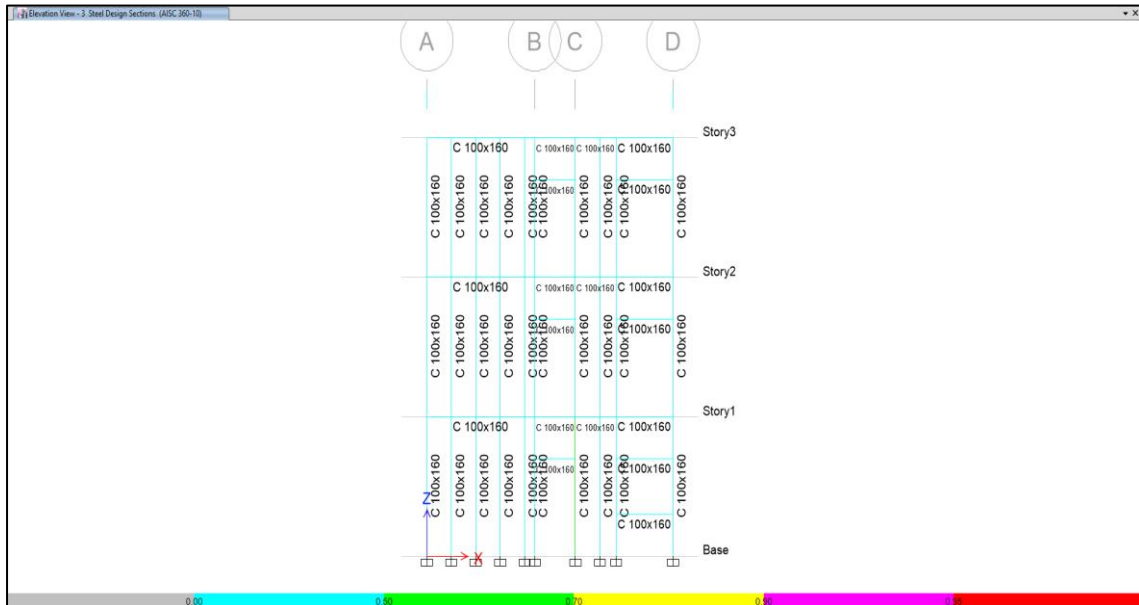 Elevation View - 3 Steel Design Sections (AISC 360-10)
A B C D
Story3
C 100x160 C 100x160 C 100x160 C 100x160
C 100x160 C 100x160
C 100x160 C 100x160 C 100x160 C 100x160 C 100x160 C 100x160 C 100x160 C 100x160 C 100x160 C 100x160
Story2
C 100x160 C 100x160 C 100x160 C 100x160
C 100x160 C 100x160
C 100x160 C 100x160 C 100x160 C 100x160 C 100x160 C 100x160 C 100x160 C 100x160 C 100x160 C 100x160
Story1
C 100x160 C 100x160 C 100x160 C 100x160
C 100x160 C 100x160
C 100x160 C 100x160 C 100x160 C 100x160 C 100x160 C 100x160 C 100x160 C 100x160 C 100x160 C 100x160
Z
C 100x160
Base
X
0.00 0.50 0.70 0.90 0.95